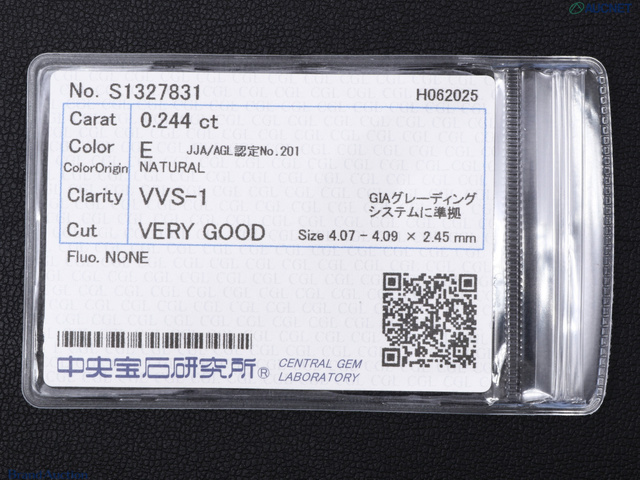 No. S1327831
H062025
Carat 0.244 ct
Color E JJA/AGL認定No.201
ColorOrigin NATURAL
Clarity VVS-1
GIAグレーディング
システムに準拠
Cut VERY GOOD Size 4.07 - 4.09 × 2.45 mm
Fluo. NONE
中央宝石研究所®
CENTRAL GEM
LABORATORY